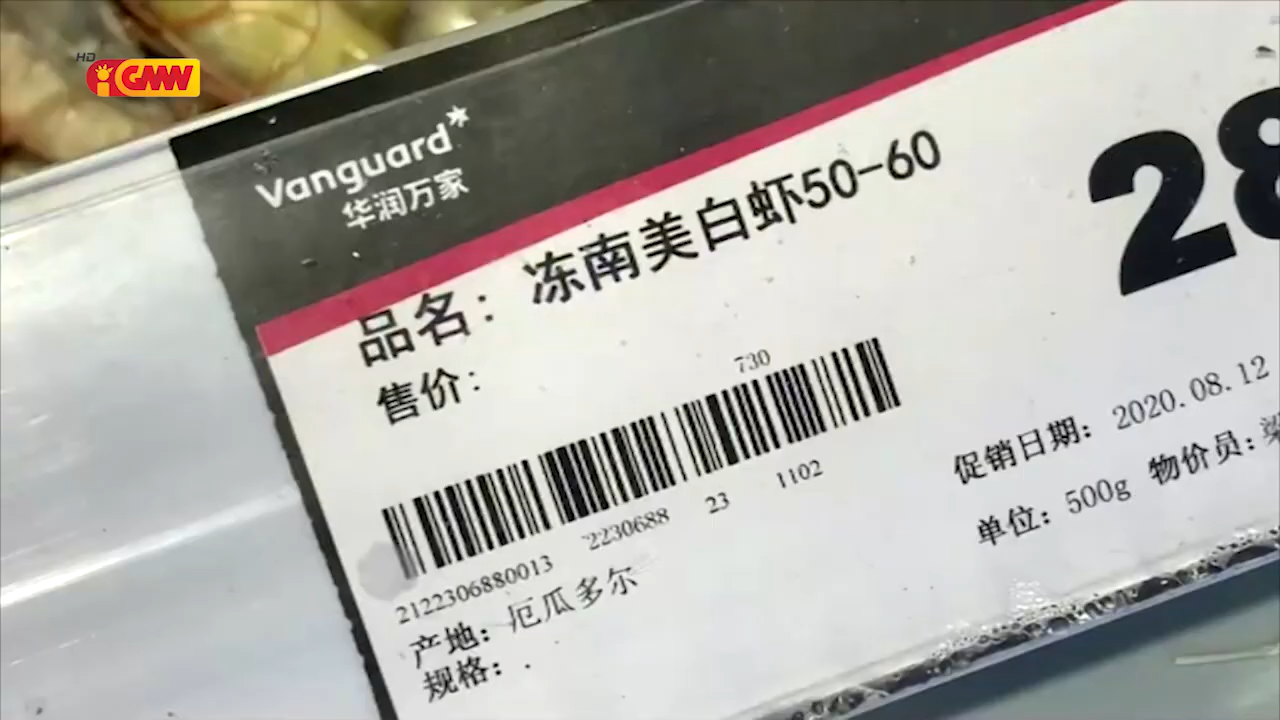 HD
iCNW
Vanguard*
华润万家
品名: 冻南美白虾50-60
售价:
28
730
2122306880013 2230688 23 1102
促销日期: 2020.08.12
单位: 500g 物价员:
产地: 厄瓜多尔
规格: .